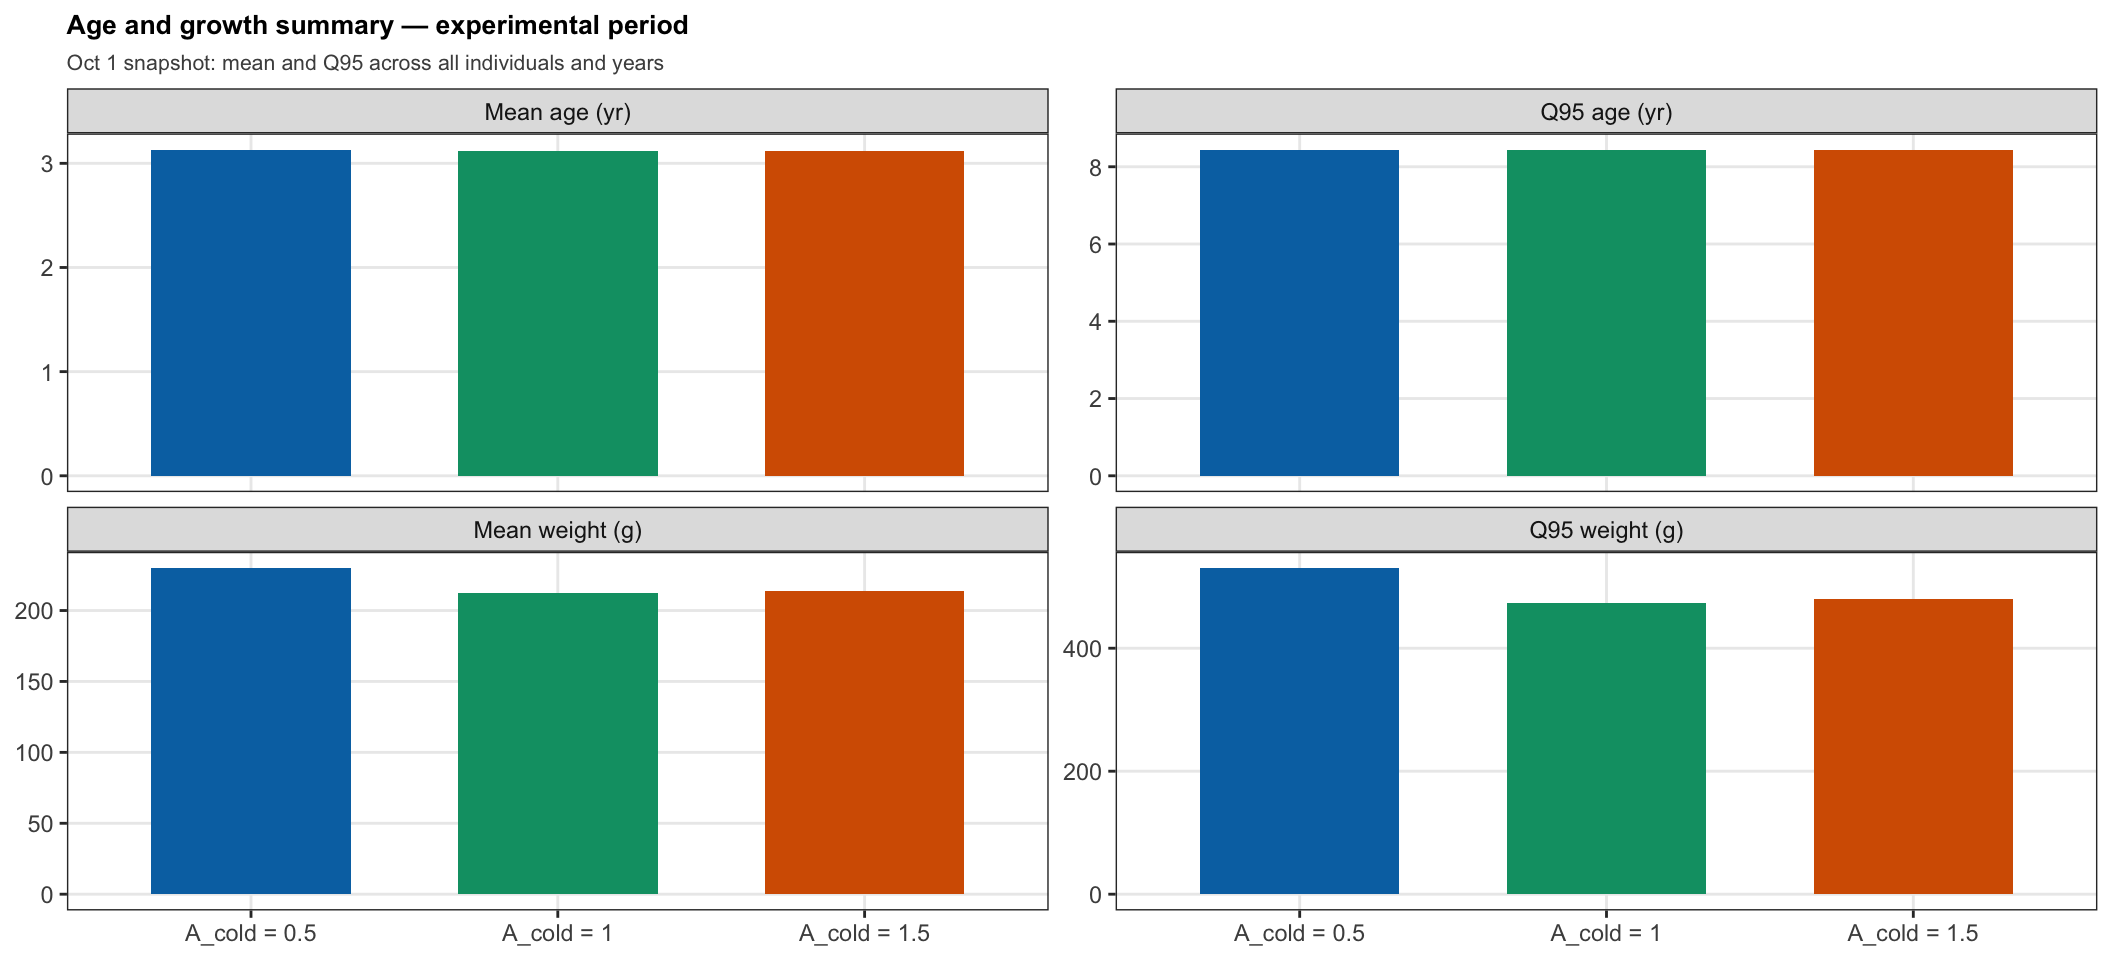 Age and growth summary — experimental period
Oct 1 snapshot: mean and Q95 across all individuals and years
Mean age (yr)
3
2
1
0
Q95 age (yr)
8
6
4
2
0
Mean weight (g)
200
150
100
50
0
A_cold = 0.5
A_cold = 1
A_cold = 1.5
Q95 weight (g)
400
200
0
A_cold = 0.5
A_cold = 1
A_cold = 1.5